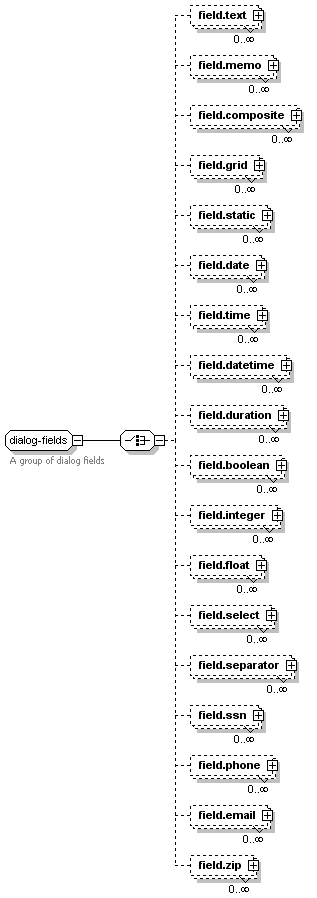 field.text
0..∞
field.memo
0..∞
field.composite
0..∞
field.grid
0..∞
field.static
0..∞
field.date
0..∞
field.time
0..∞
field.datetime
0..∞
field.duration
0..∞
dialog-fields
A group of dialog fields
field.boolean
0..∞
field.integer
0..∞
field.float
0..∞
field.select
0..∞
field.separator
0..∞
field.ssn
0..∞
field.phone
0..∞
field.email
0..∞
field.zip
0..∞